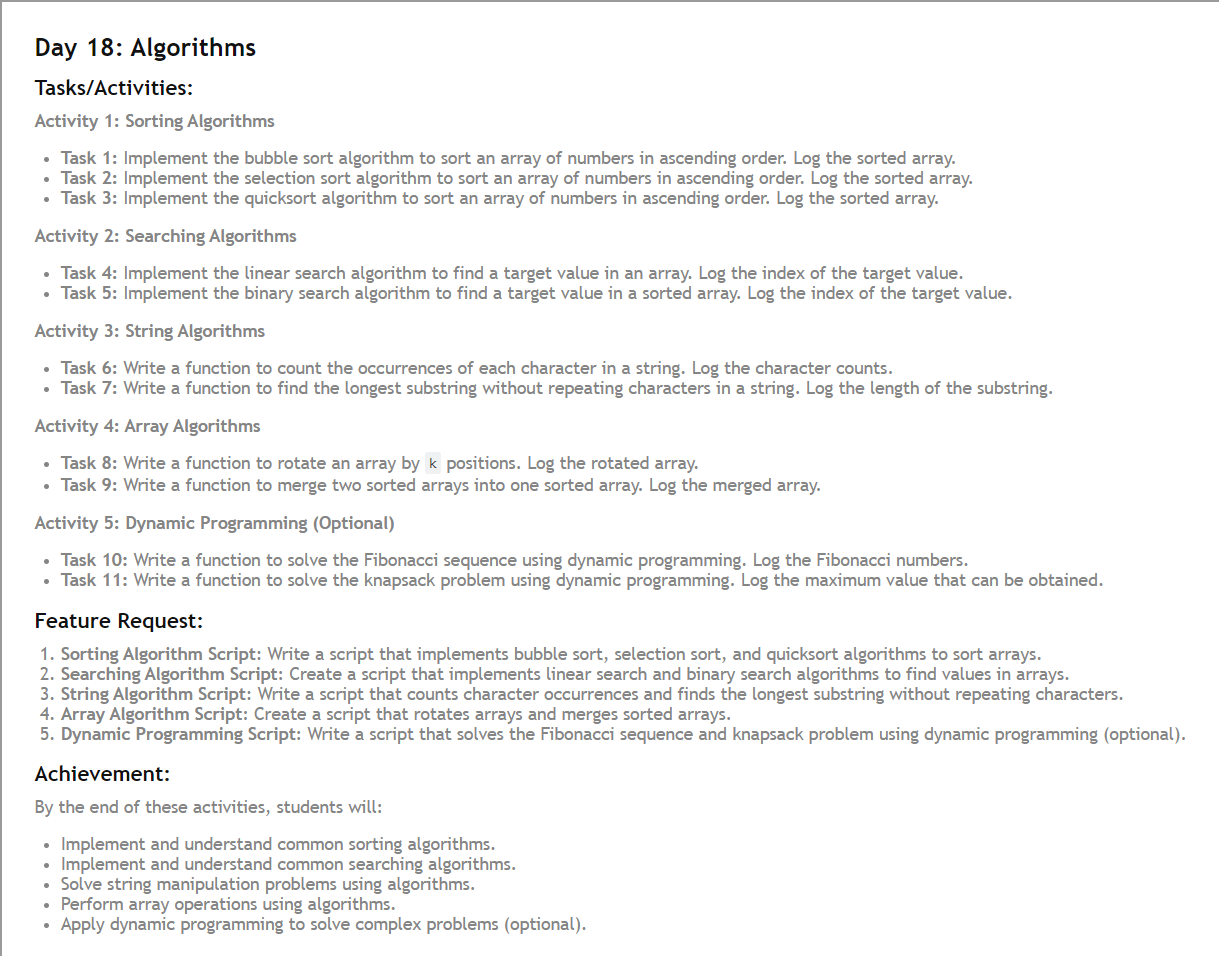 Day 18: Algorithms
Tasks/Activities:
Activity 1: Sorting Algorithms
• Task 1: Implement the bubble sort algorithm to sort an array of numbers in ascending order. Log the sorted array.
• Task 2: Implement the selection sort algorithm to sort an array of numbers in ascending order. Log the sorted array.
• Task 3: Implement the quicksort algorithm to sort an array of numbers in ascending order. Log the sorted array.
Activity 2: Searching Algorithms
• Task 4: Implement the linear search algorithm to find a target value in an array. Log the index of the target value.
• Task 5: Implement the binary search algorithm to find a target value in a sorted array. Log the index of the target value.
Activity 3: String Algorithms
• Task 6: Write a function to count the occurrences of each character in a string. Log the character counts.
• Task 7: Write a function to find the longest substring without repeating characters in a string. Log the length of the substring.
Activity 4: Array Algorithms
• Task 8: Write a function to rotate an array by k positions. Log the rotated array.
• Task 9: Write a function to merge two sorted arrays into one sorted array. Log the merged array.
Activity 5: Dynamic Programming (Optional)
• Task 10: Write a function to solve the Fibonacci sequence using dynamic programming. Log the Fibonacci numbers.
• Task 11: Write a function to solve the knapsack problem using dynamic programming. Log the maximum value that can be obtained.
Feature Request:
1. Sorting Algorithm Script: Write a script that implements bubble sort, selection sort, and quicksort algorithms to sort arrays.
2. Searching Algorithm Script: Create a script that implements linear search and binary search algorithms to find values in arrays.
3. String Algorithm Script: Write a script that counts character occurrences and finds the longest substring without repeating characters.
4. Array Algorithm Script: Create a script that rotates arrays and merges sorted arrays.
5. Dynamic Programming Script: Write a script that solves the Fibonacci sequence and knapsack problem using dynamic programming (optional).
Achievement:
By the end of these activities, students will:
• Implement and understand common sorting algorithms.
• Implement and understand common searching algorithms.
• Solve string manipulation problems using algorithms.
• Perform array operations using algorithms.
• Apply dynamic programming to solve complex problems (optional).